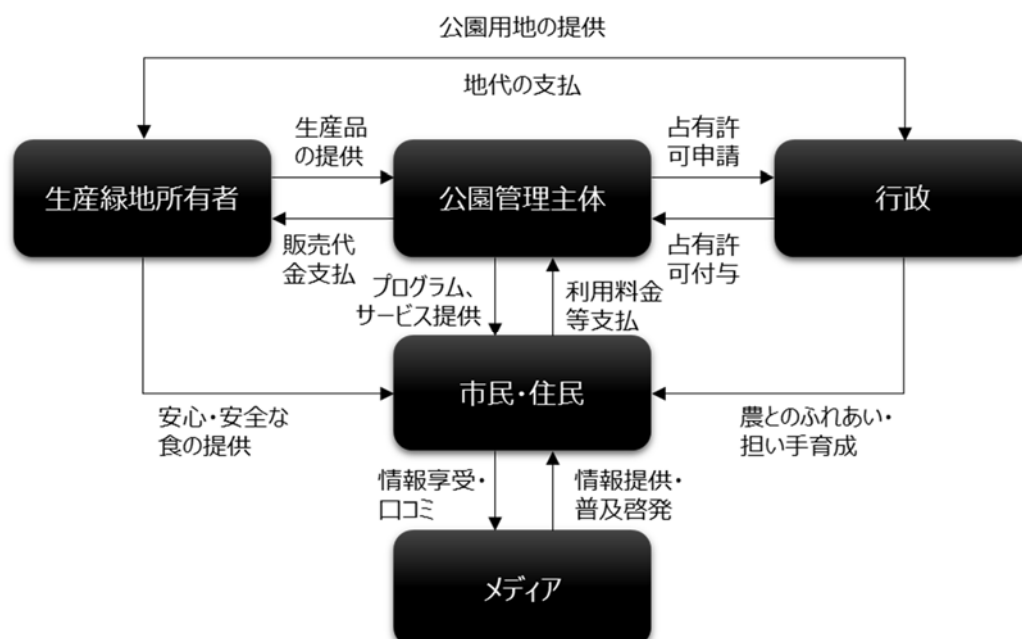 公園用地の提供
地代の支払
生産品
の提供
占有許
可申請
生産緑地所有者
公園管理主体
行政
販売代
金支払
占有許
可付与
プログラム、
サービス提供
利用料金
等支払
市民・住民
安心・安全な
食の提供
農とのふれあい・
担い手育成
情報享受・
口コミ
情報提供・
普及啓発
メディア